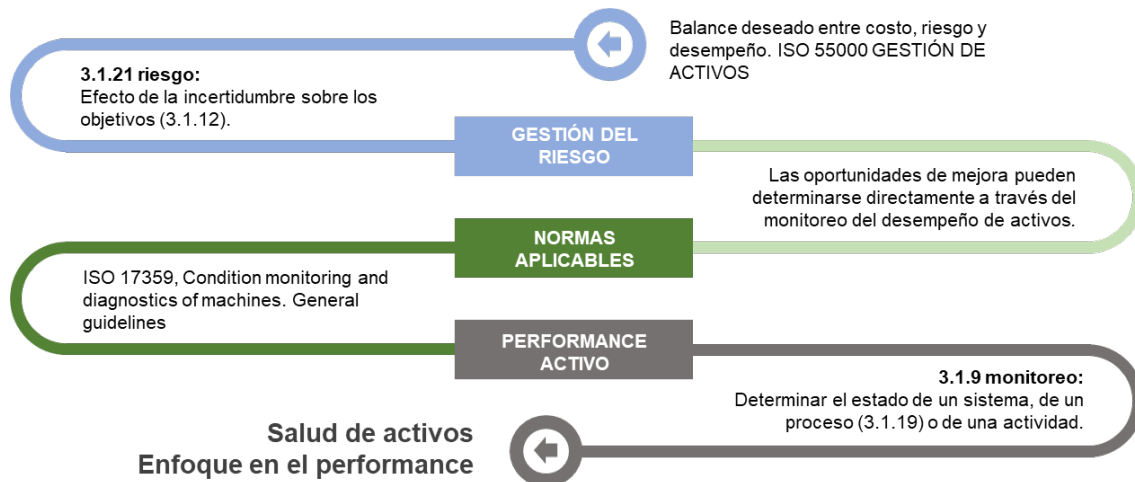 Balance deseado entre costo, riesgo y
desempeño. ISO 55000 GESTIÓN DE
ACTIVOS
3.1.21 riesgo:
Efecto de la incertidumbre sobre los
objetivos (3.1.12).
GESTIÓN DEL
RIESGO
Las oportunidades de mejora pueden
determinarse directamente a través del
monitoreo del desempeño de activos.
NORMAS
APLICABLES
ISO 17359, Condition monitoring and
diagnostics of machines. General
guidelines
PERFORMANCE
ACTIVO
3.1.9 monitoreo:
Determinar el estado de un sistema, de un
proceso (3.1.19) o de una actividad.
Salud de activos
Enfoque en el performance